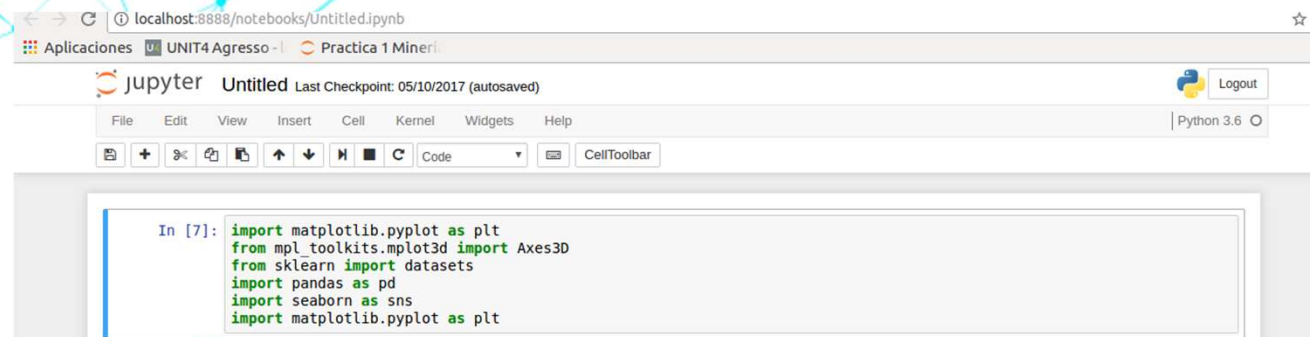 localhost:8888/notebooks/Untitled.ipynb
Aplicaciones UNIT4 Agresso - Practica 1 Miner
jupyter Untitled Last Checkpoint: 05/10/2017 (autosaved) Logout
File Edit View Insert Cell Kernel Widgets Help Python 3.6
Code CellToolbar
In [7]: import matplotlib.pyplot as plt
from mpl_toolkits.mplot3d import Axes3D
from sklearn import datasets
import pandas as pd
import seaborn as sns
import matplotlib.pyplot as plt